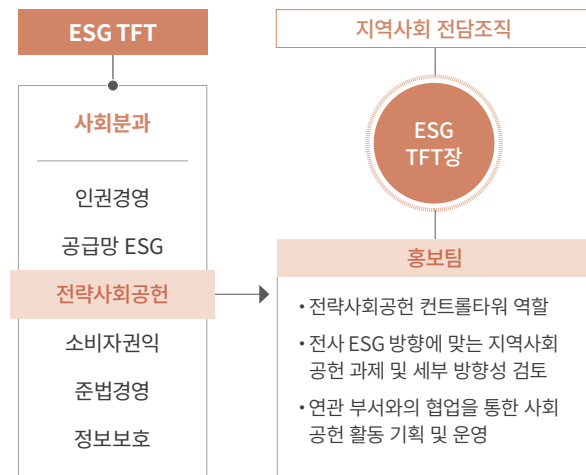 ESG TFT
사회분과
인권경영
공급망 ESG
전략사회공헌
소비자권익
준법경영
정보보호
지역사회 전담조직
ESG
TFT장
홍보팀
• 전략사회공헌 컨트롤타워 역할
• 전사 ESG 방향에 맞는 지역사회
공헌 과제 및 세부 방향성 검토
• 연관 부서와의 협업을 통한 사회
공헌 활동 기획 및 운영